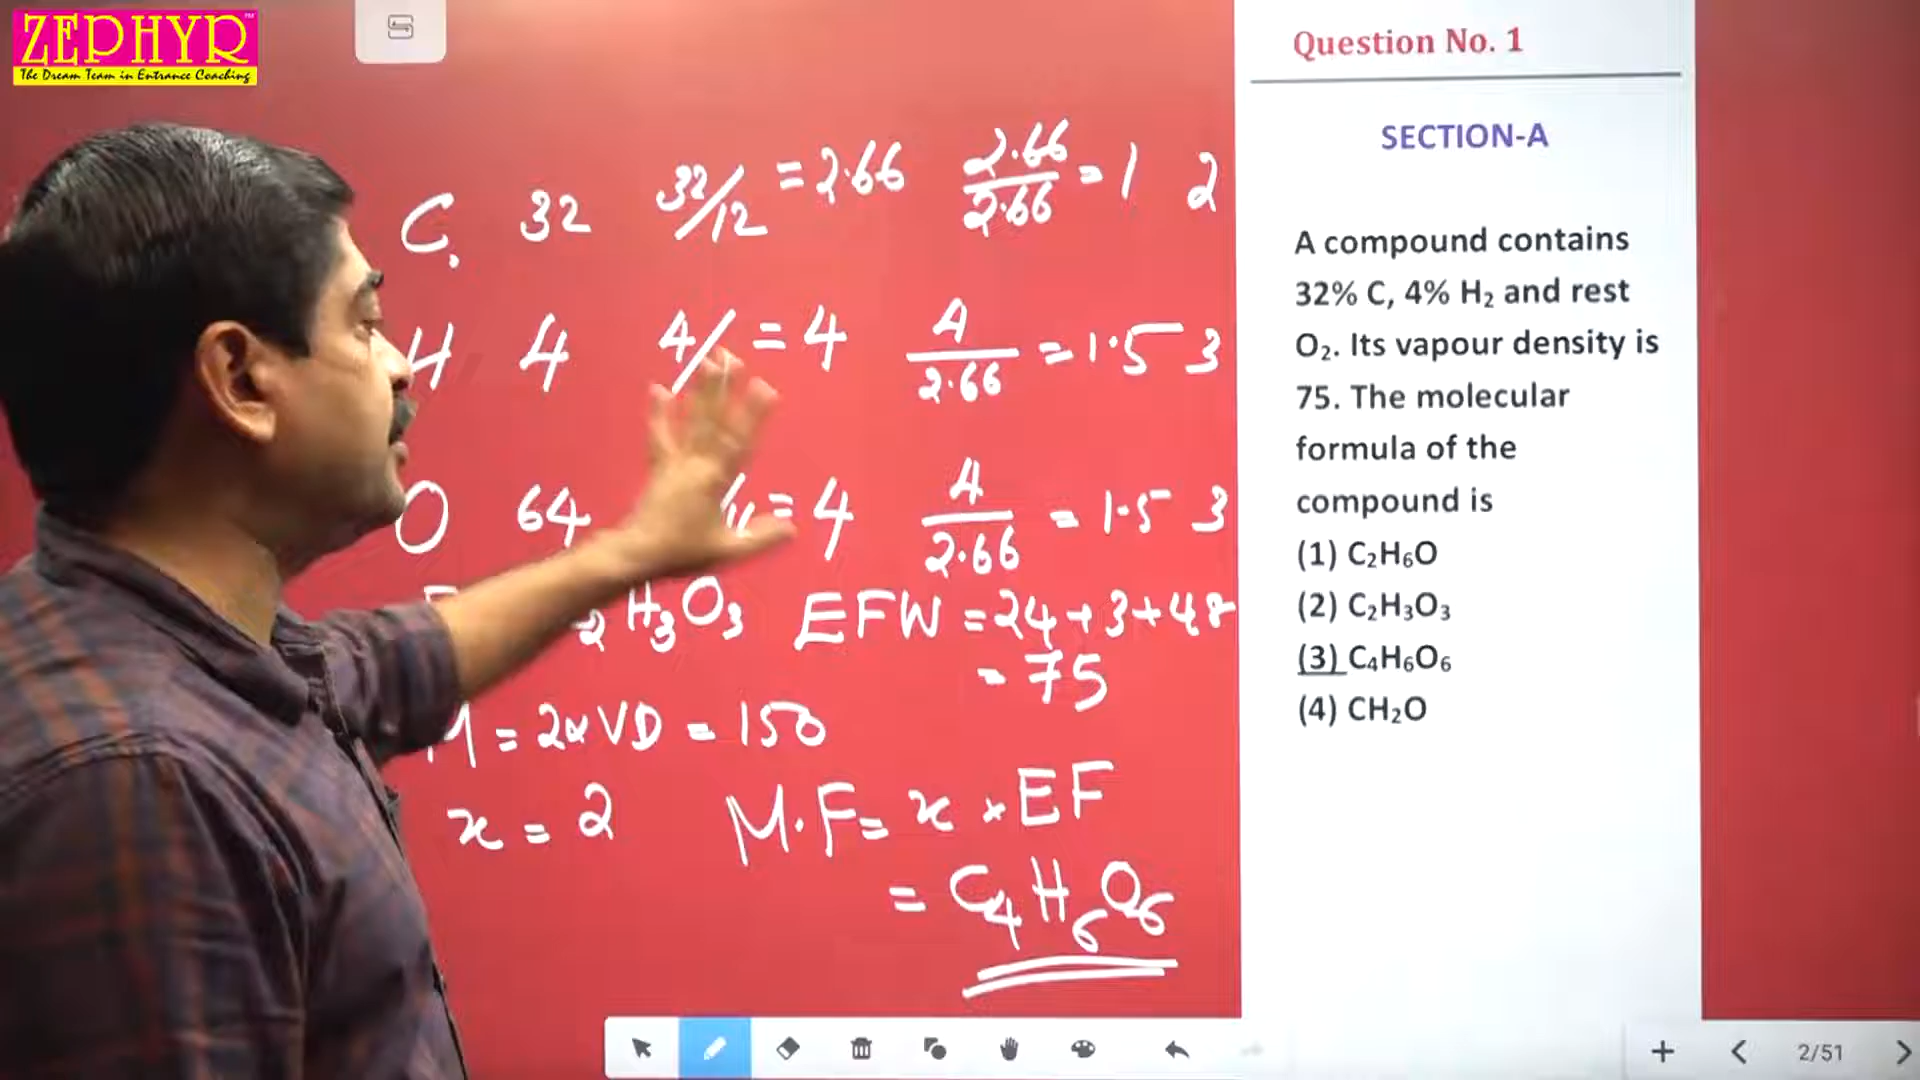 ZEPHYR™
The Dream Team in Entrance Coaching
C 32 32/12 = 2.66 2.66/2.66 = 1 2
H 4 4/ = 4 4/2.66 = 1.5 3
O 64 = 4 4/2.66 = 1.5 3
2H3O3 EFW = 24+3+48
= 75
M = 2x VD = 150
x = 2 M.F = x × EF
= C4H6O6
Question No. 1
SECTION-A
A compound contains
32% C, 4% H₂ and rest
O₂. Its vapour density is
75. The molecular
formula of the
compound is
(1) C₂H₆O
(2) C₂H₃O₃
(3) C₄H₆O₆
(4) CH₂O
2/51